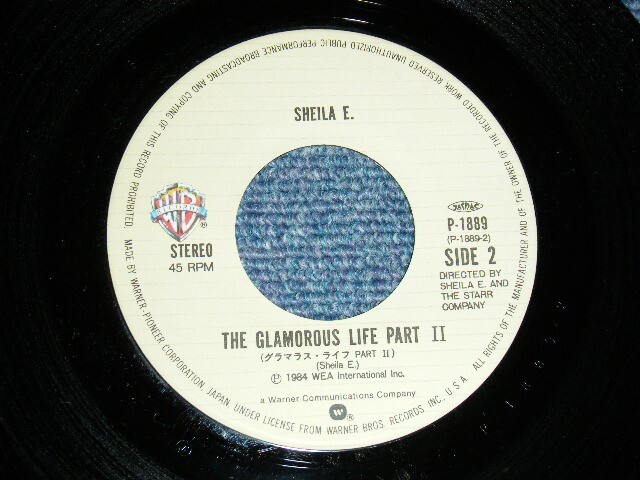 SHEILA E.
WB
RECORDS
®
STEREO
45 RPM
P-1889
(P-1889-2)
SIDE 2
DIRECTED BY
SHEILA E. AND
THE STARR
COMPANY
THE GLAMOROUS LIFE PART II
(グラマラス・ライフ PART II)
(Sheila E.)
Ⓟ 1984 WEA International Inc.
a Warner Communications Company
®
MADE BY WARNER-PIONEER CORPORATION JAPAN UNDER LICENSE FROM WARNER BROS. RECORDS INC., U.S.A. ALL RIGHTS OF THE MANUFACTURER AND OF THE OWNER OF THE RECORDED WORK RESERVED UNAUTHORIZED PUBLIC PERFORMANCE BROADCASTING AND COPYING OF THIS RECORD PROHIBITED.